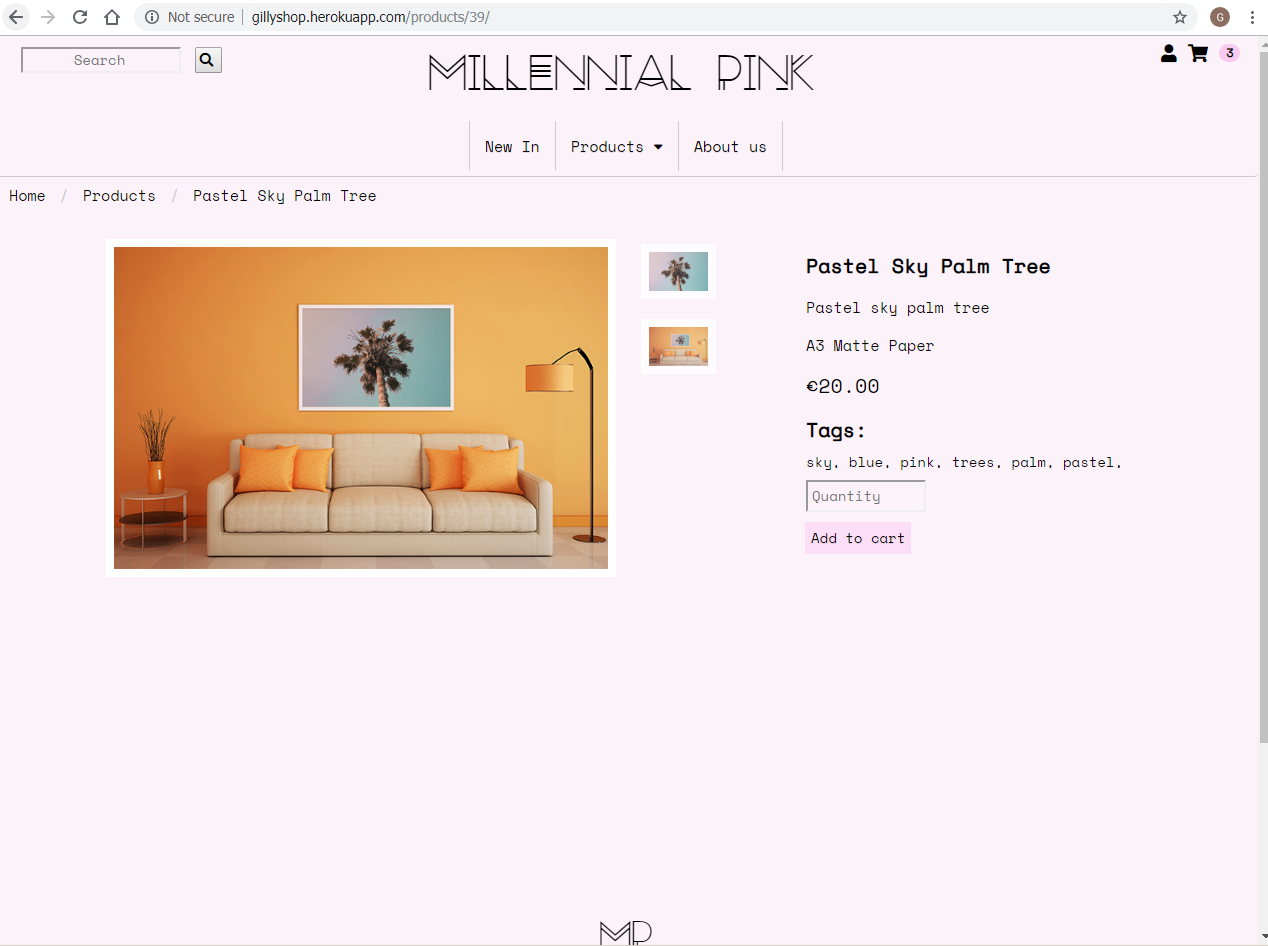 Not secure | gillyshop.herokuapp.com/products/39/
G
Search
MILLENNIAL PINK
3
New In
Products
About us
Home / Products / Pastel Sky Palm Tree
Pastel Sky Palm Tree
Pastel sky palm tree
A3 Matte Paper
€20.00
Tags:
sky, blue, pink, trees, palm, pastel,
Quantity
Add to cart
MP